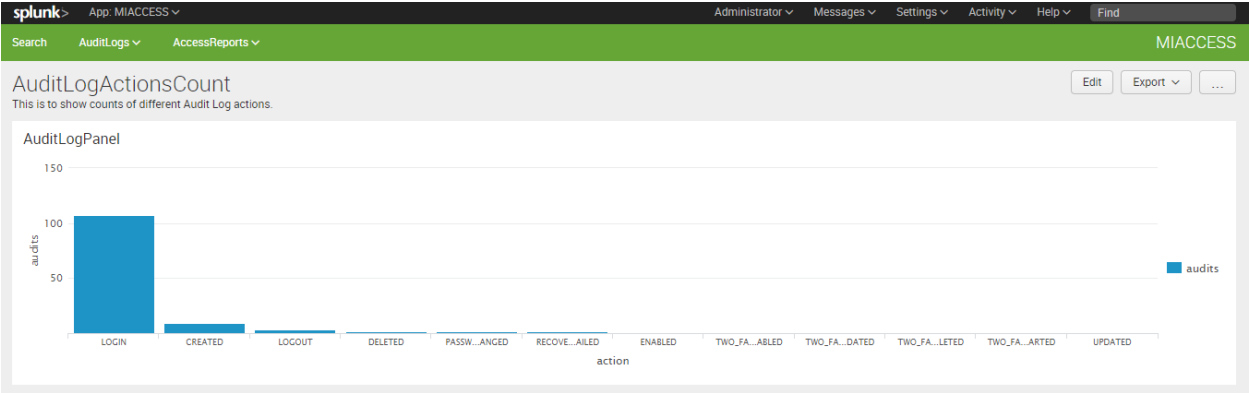 splunk> App: MIACCESS Administrator Messages Settings Activity Help Find
Search AuditLogs AccessReports MIACCESS
AuditLogActionsCount Edit Export ...
This is to show counts of different Audit Log actions.
AuditLogPanel
150
100
50
audits
audits
LOGIN CREATED LOGOUT DELETED PASSW...ANGED RECOVE...AILED ENABLED TWO_FA...ABLED TWO_FA...DATED TWO_FA...LETED TWO_FA...ARTED UPDATED
action